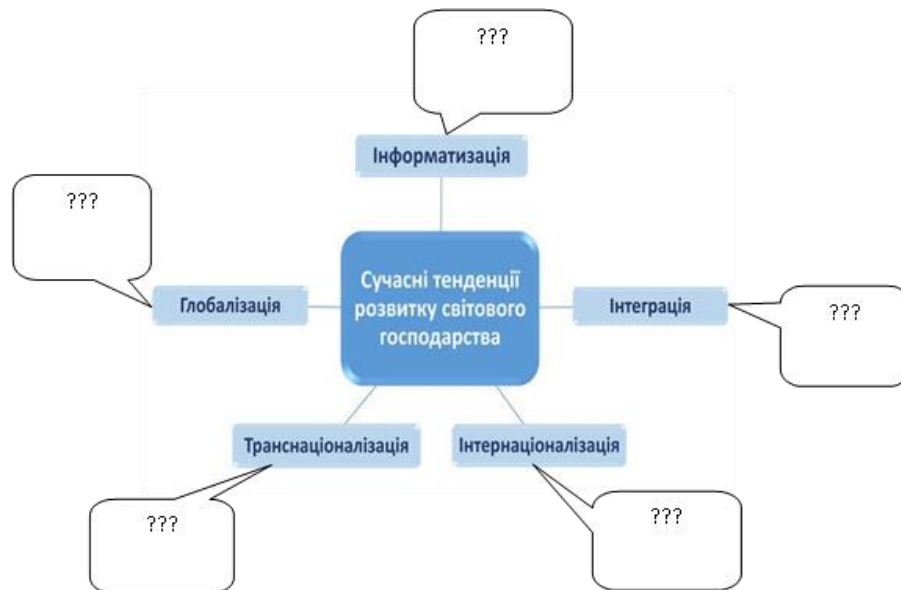 ???
Інформатизація
???
Глобалізація
Сучасні тенденції
розвитку світового
господарства
Інтеграція
???
Транснаціоналізація
Інтернаціоналізація
???
???